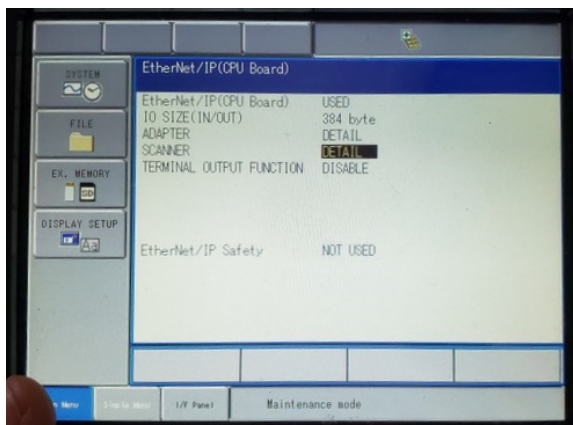 SYSTEM
FILE
EX. MEMORY
SD
DISPLAY SETUP
Aa
EtherNet/IP(CPU Board)
EtherNet/IP(CPU Board) USED
IO SIZE(IN/OUT) 384 byte
ADAPTER DETAIL
SCANNER DETAIL
TERMINAL OUTPUT FUNCTION DISABLE
EtherNet/IP Safety NOT USED
Menu
I/F Panel
Maintenance mode